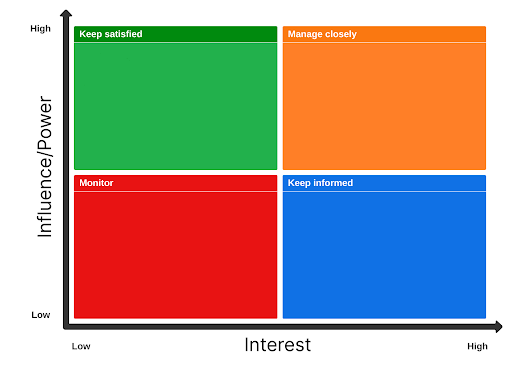 High
Keep satisfied
Manage closely
Influence/Power
Monitor
Keep informed
Low
Low
Interest
High